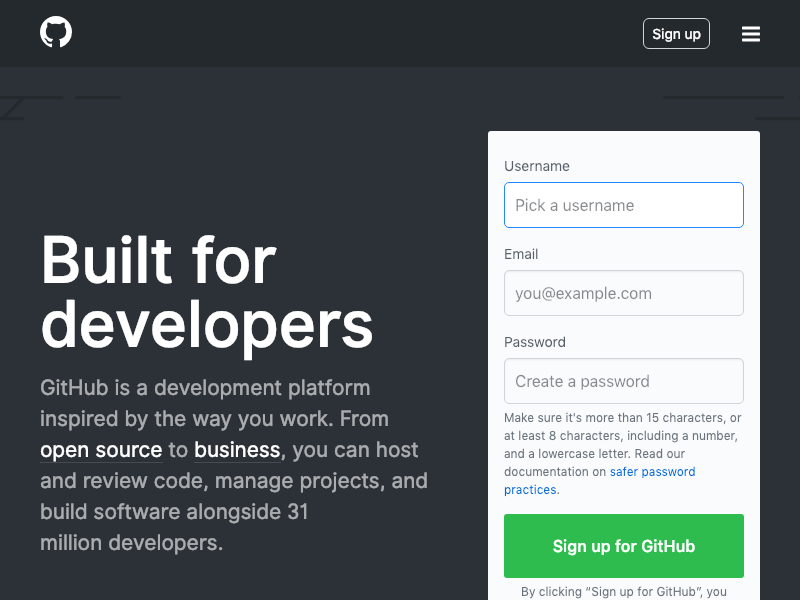 Sign up
Built for
developers
GitHub is a development platform
inspired by the way you work. From
open source to business, you can host
and review code, manage projects, and
build software alongside 31
million developers.
Username
Pick a username
Email
you@example.com
Password
Create a password
Make sure it's more than 15 characters, or
at least 8 characters, including a number,
and a lowercase letter. Read our
documentation on safer password
practices.
Sign up for GitHub
By clicking “Sign up for GitHub”, you